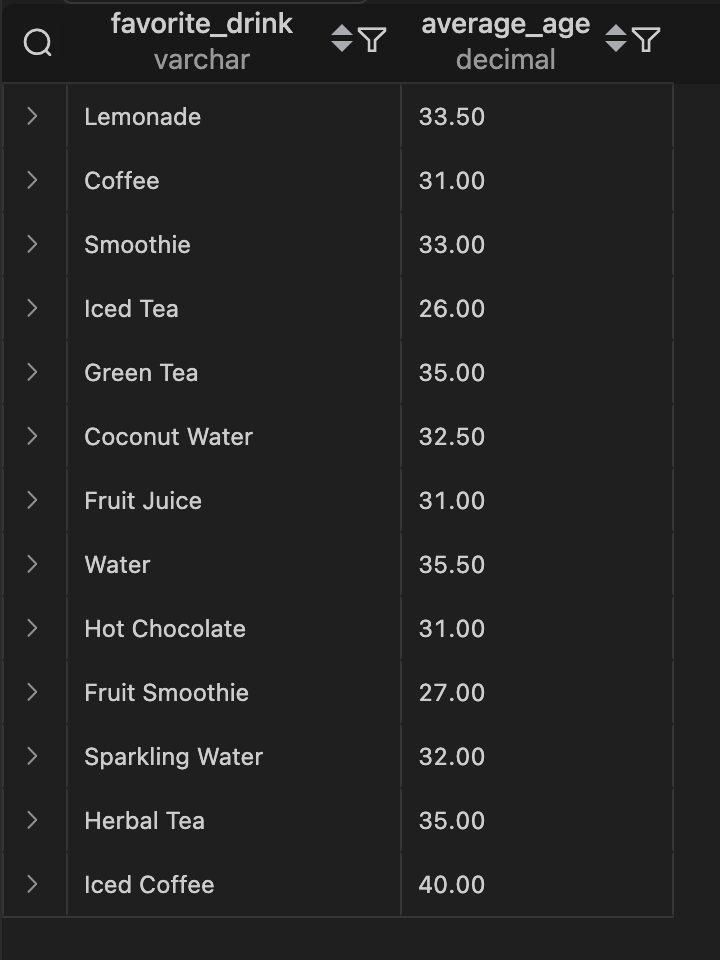 favorite_drink average_age
varchar decimal
Lemonade 33.50
Coffee 31.00
Smoothie 33.00
Iced Tea 26.00
Green Tea 35.00
Coconut Water 32.50
Fruit Juice 31.00
Water 35.50
Hot Chocolate 31.00
Fruit Smoothie 27.00
Sparkling Water 32.00
Herbal Tea 35.00
Iced Coffee 40.00